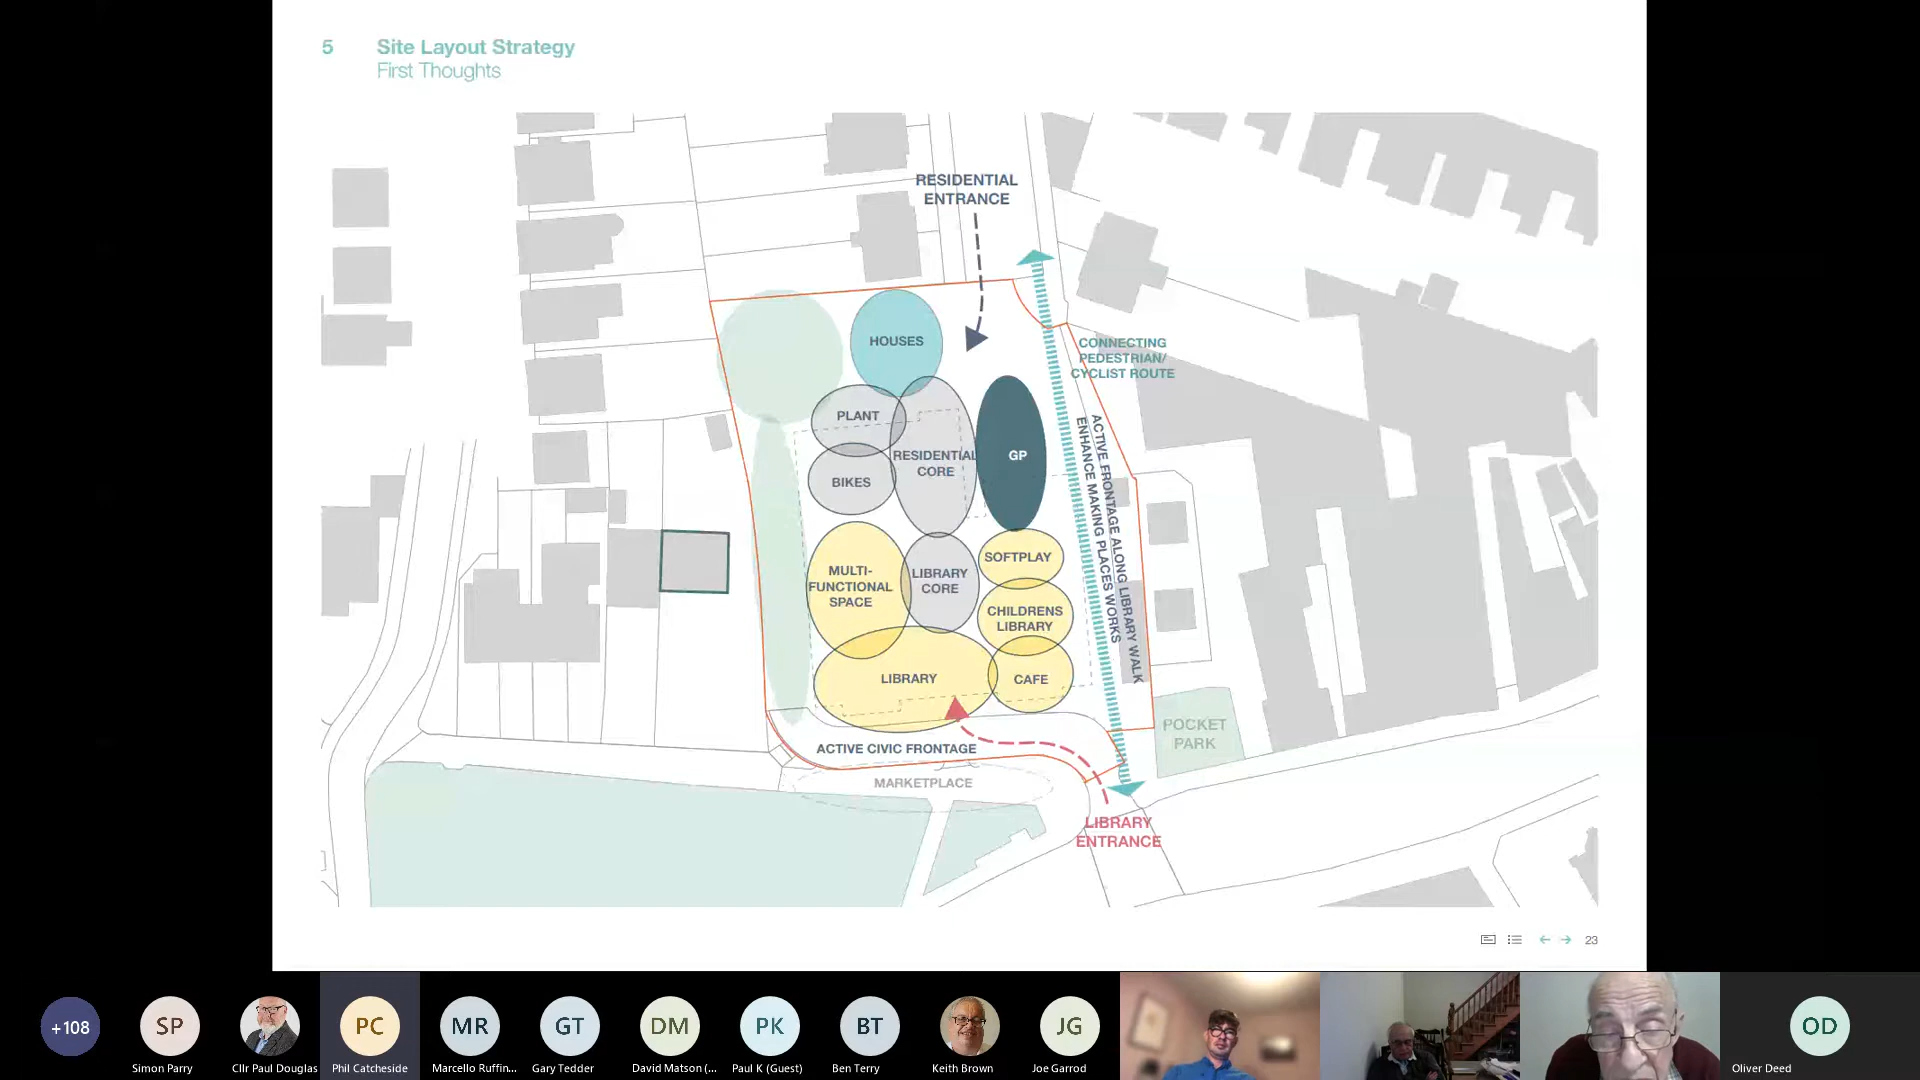 5 Site Layout Strategy
First Thoughts
RESIDENTIAL
ENTRANCE
HOUSES
CONNECTING
PEDESTRIAN/
CYCLIST ROUTE
PLANT
RESIDENTIAL
CORE
GP
BIKES
ACTIVE FRONTAGE ALONG LIBRARY WALK
ENHANCE MAKING PLACES WORKS
SOFTPLAY
MULTI-
FUNCTIONAL
SPACE
LIBRARY
CORE
CHILDRENS
LIBRARY
LIBRARY
CAFE
POCKET
PARK
ACTIVE CIVIC FRONTAGE
MARKETPLACE
LIBRARY
ENTRANCE
23
+108
SP
PC
MR
GT
DM
PK
BT
JG
OD
Simon Parry
Cllr Paul Douglas
Phil Catcheside
Marcello Ruffin...
Gary Tedder
David Matson (...
Paul K (Guest)
Ben Terry
Keith Brown
Joe Garrod
Oliver Deed